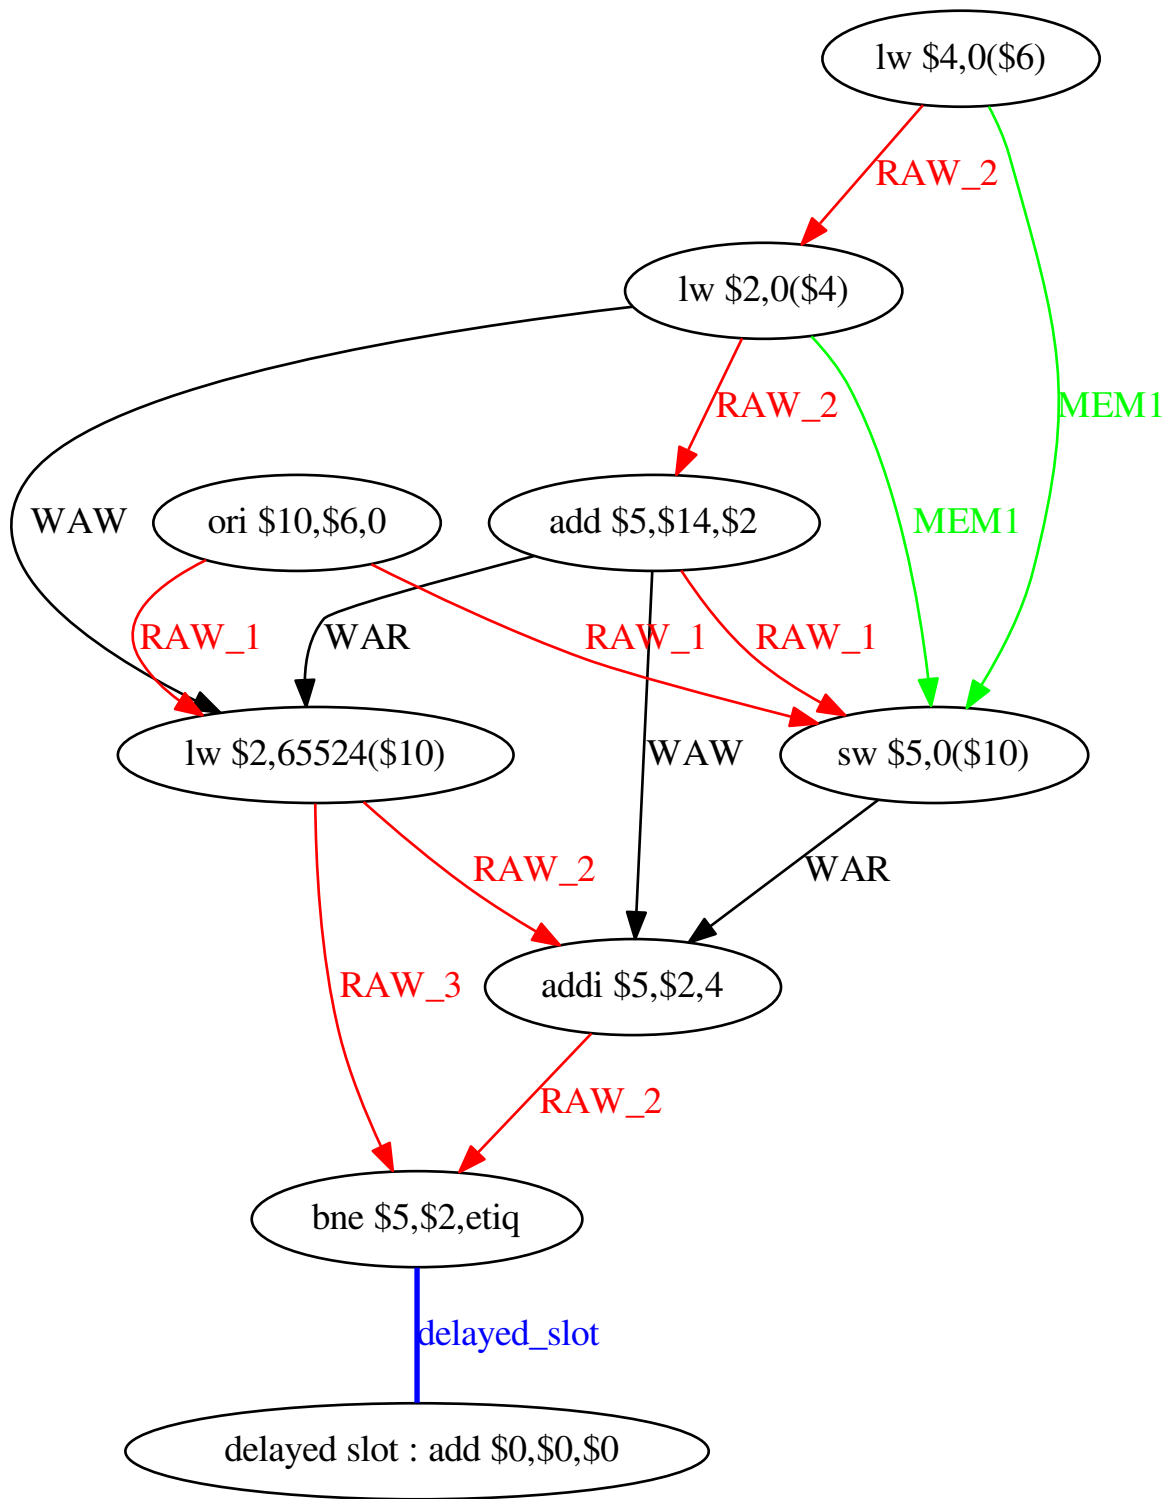 lw $4,0($6)
RAW_2
lw $2,0($4)
RAW_2
MEM1
WAW
ori $10,$6,0
add $5,$14,$2
MEM1
RAW_1
WAR
RAW_1
RAW_1
lw $2,65524($10)
WAW
sw $5,0($10)
RAW_2
WAR
RAW_3
addi $5,$2,4
RAW_2
bne $5,$2,etiq
delayed_slot
delayed slot : add $0,$0,$0